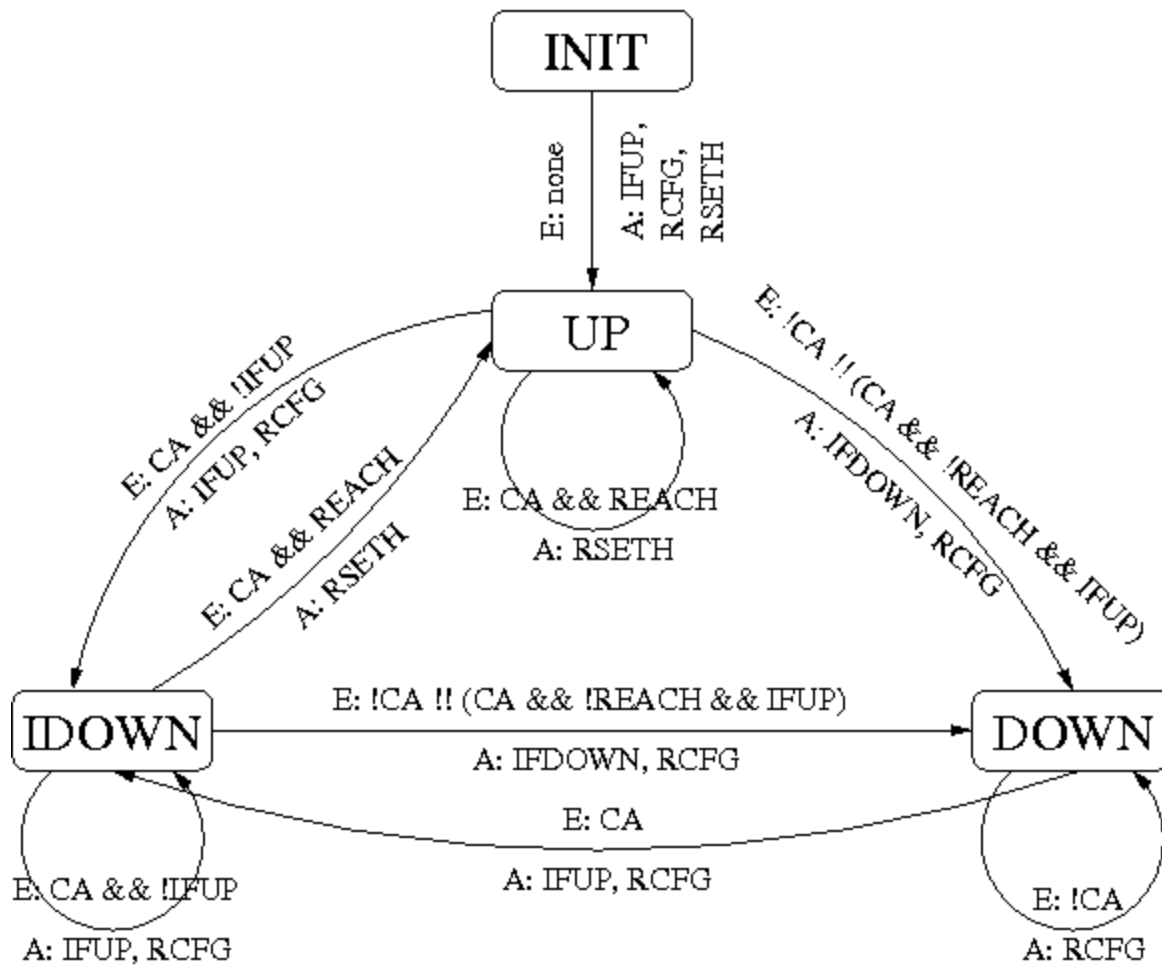 INIT
E: none
A: IFUP,
RCFG,
RSETH
UP
E: CA && !IFUP
A: IFUP, RCFG
E: CA && REACH
A: RSETH
E: CA && REACH
A: RSETH
E: !CA !! (CA && !REACH && IFUP)
A: IFDOWN, RCFG
IDOWN
E: !CA !! (CA && !REACH && IFUP)
A: IFDOWN, RCFG
DOWN
E: CA
A: IFUP, RCFG
E: CA && !IFUP
A: IFUP, RCFG
E: !CA
A: RCFG